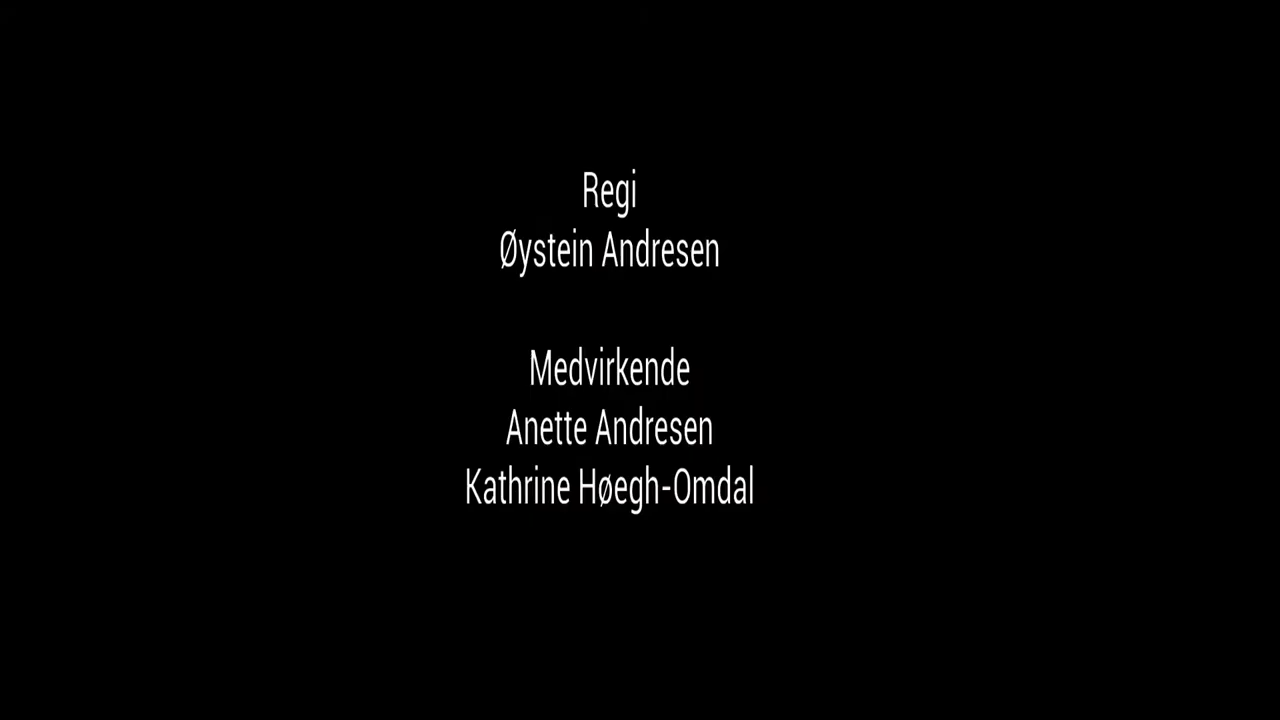 Regi
Øystein Andresen
Medvirkende
Anette Andresen
Kathrine Høegh-Omdal